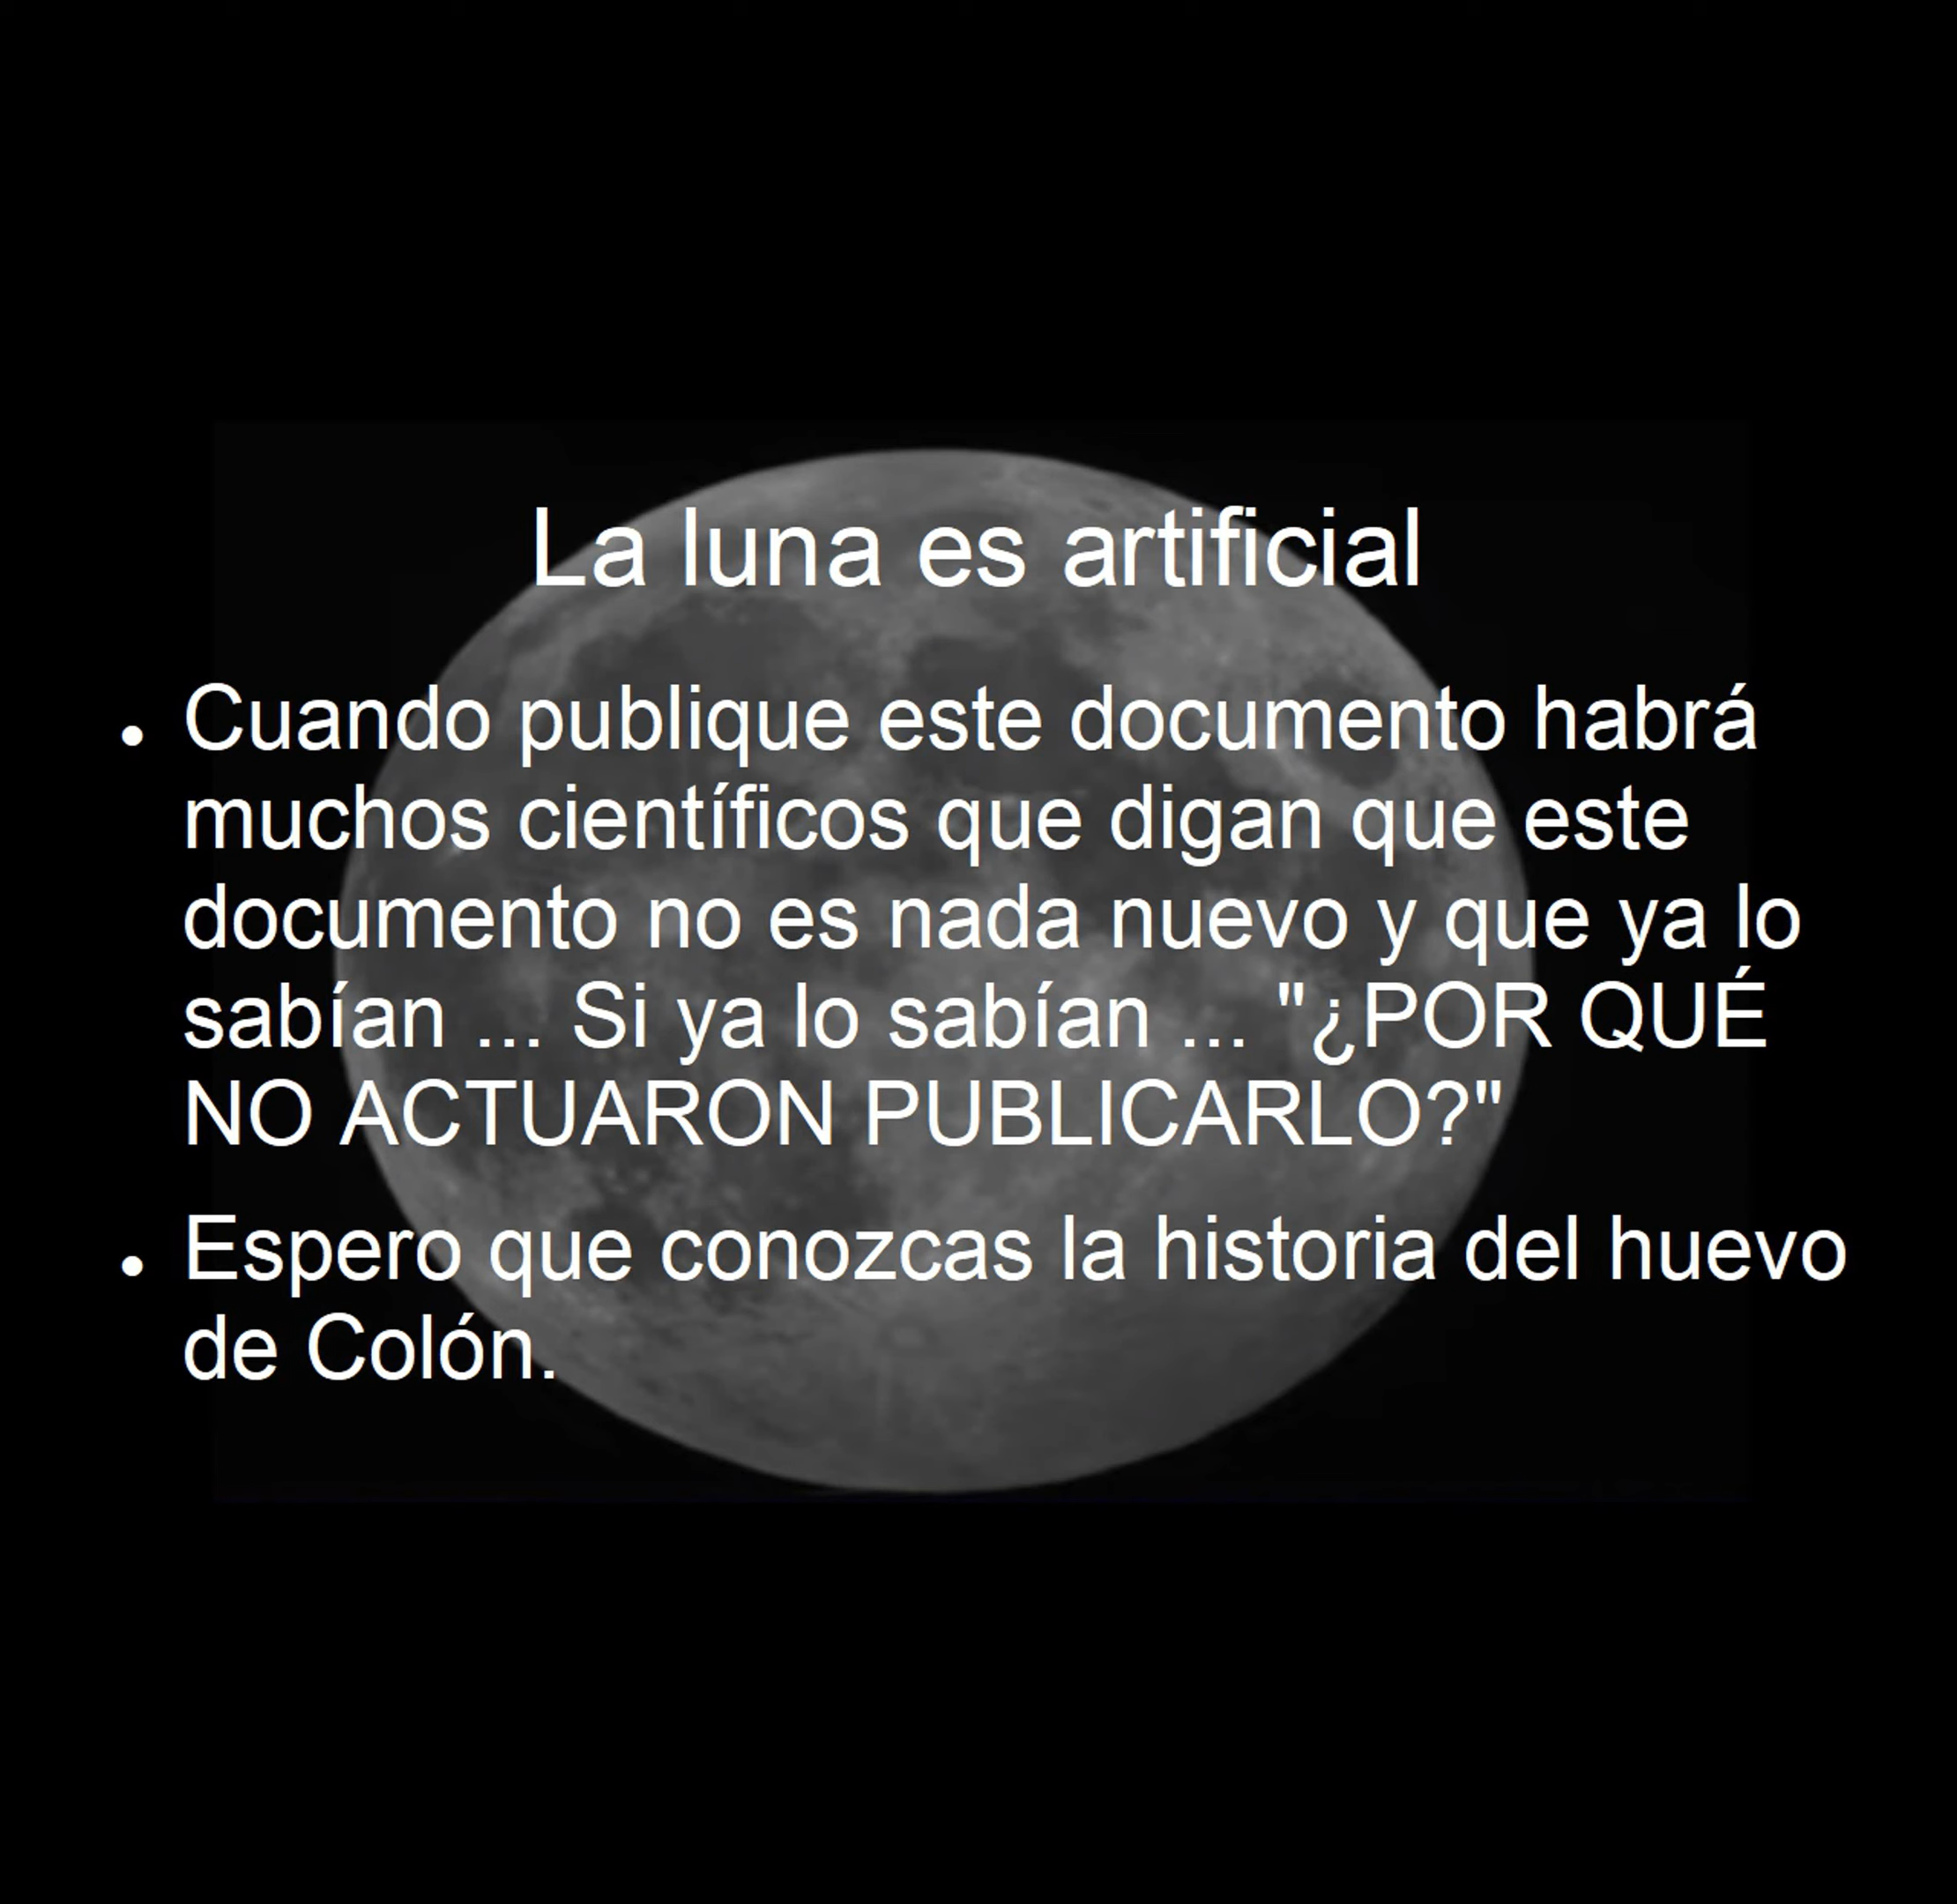 La luna es artificial
• Cuando publique este documento habrá
muchos científicos que digan que este
documento no es nada nuevo y que ya lo
sabían ... Si ya lo sabían ... "¿POR QUÉ
NO ACTUARON PUBLICARLO?"
• Espero que conozcas la historia del huevo
de Colón.